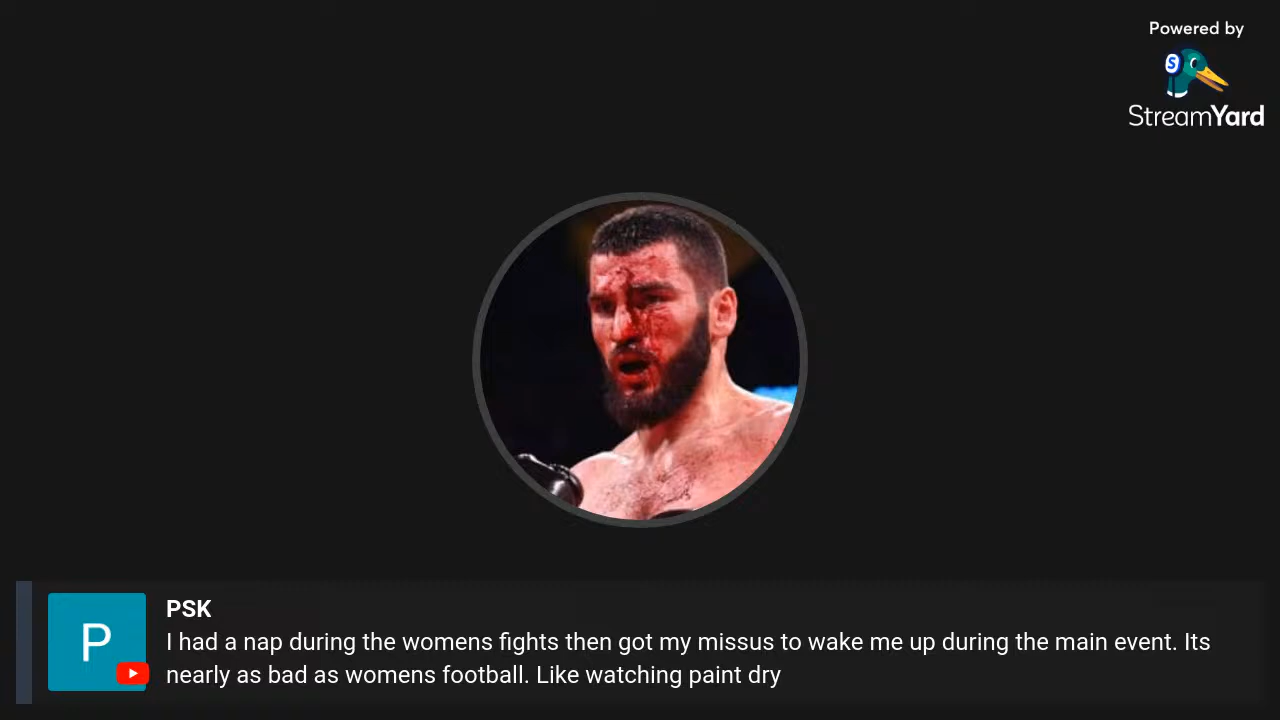 Powered by
S
StreamYard
P
PSK
I had a nap during the womens fights then got my missus to wake me up during the main event. Its
nearly as bad as womens football. Like watching paint dry